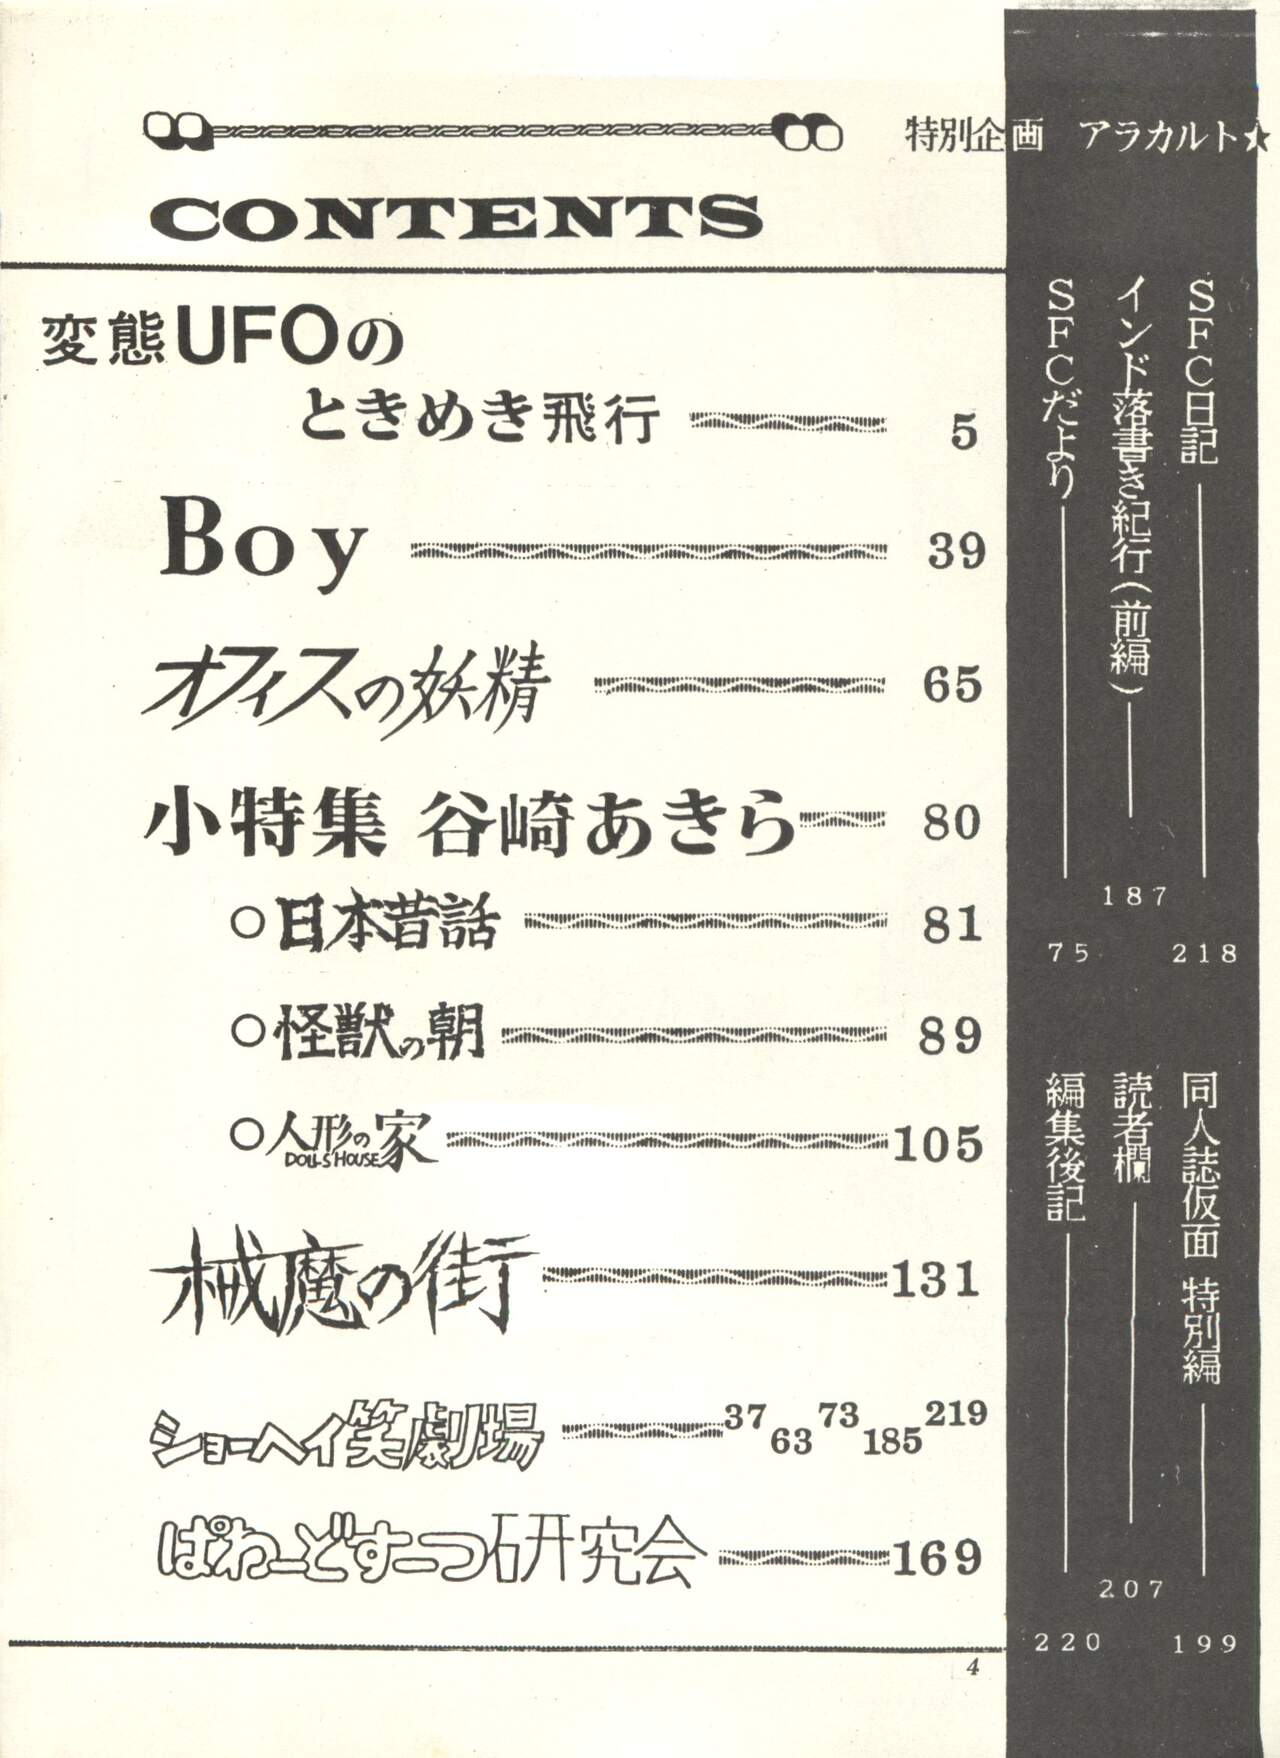 特別企画 アラカルト★
CONTENTS
変態UFOの
ときめき飛行 5
Boy 39
オフィスの妖精 65
小特集 谷崎あきら 80
○日本昔話 81
○怪獣の朝 89
○人形の家 105
DOLL'S HOUSE
械魔の街 131
ショーヘイ笑劇場 37 63 73 185 219
ぱわーどすーつ研究会 169
4
SFC日記 218
インド落書き紀行(前編) 187
SFCだより 75
同人誌仮面 特別編 199
読者欄 207
編集後記 220